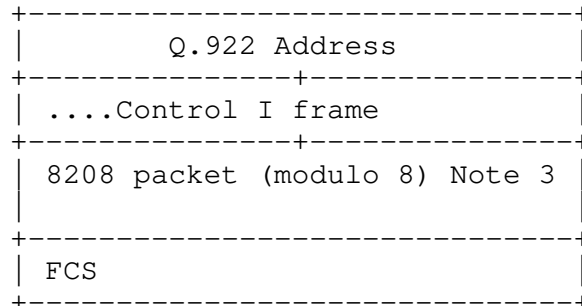 +-------------------------------+
| Q.922 Address |
+---------------+---------------+
| ....Control I frame |
+---------------+---------------+
| 8208 packet (modulo 8) Note 3 |
| |
+-------------------------------+
| FCS |
+-------------------------------+